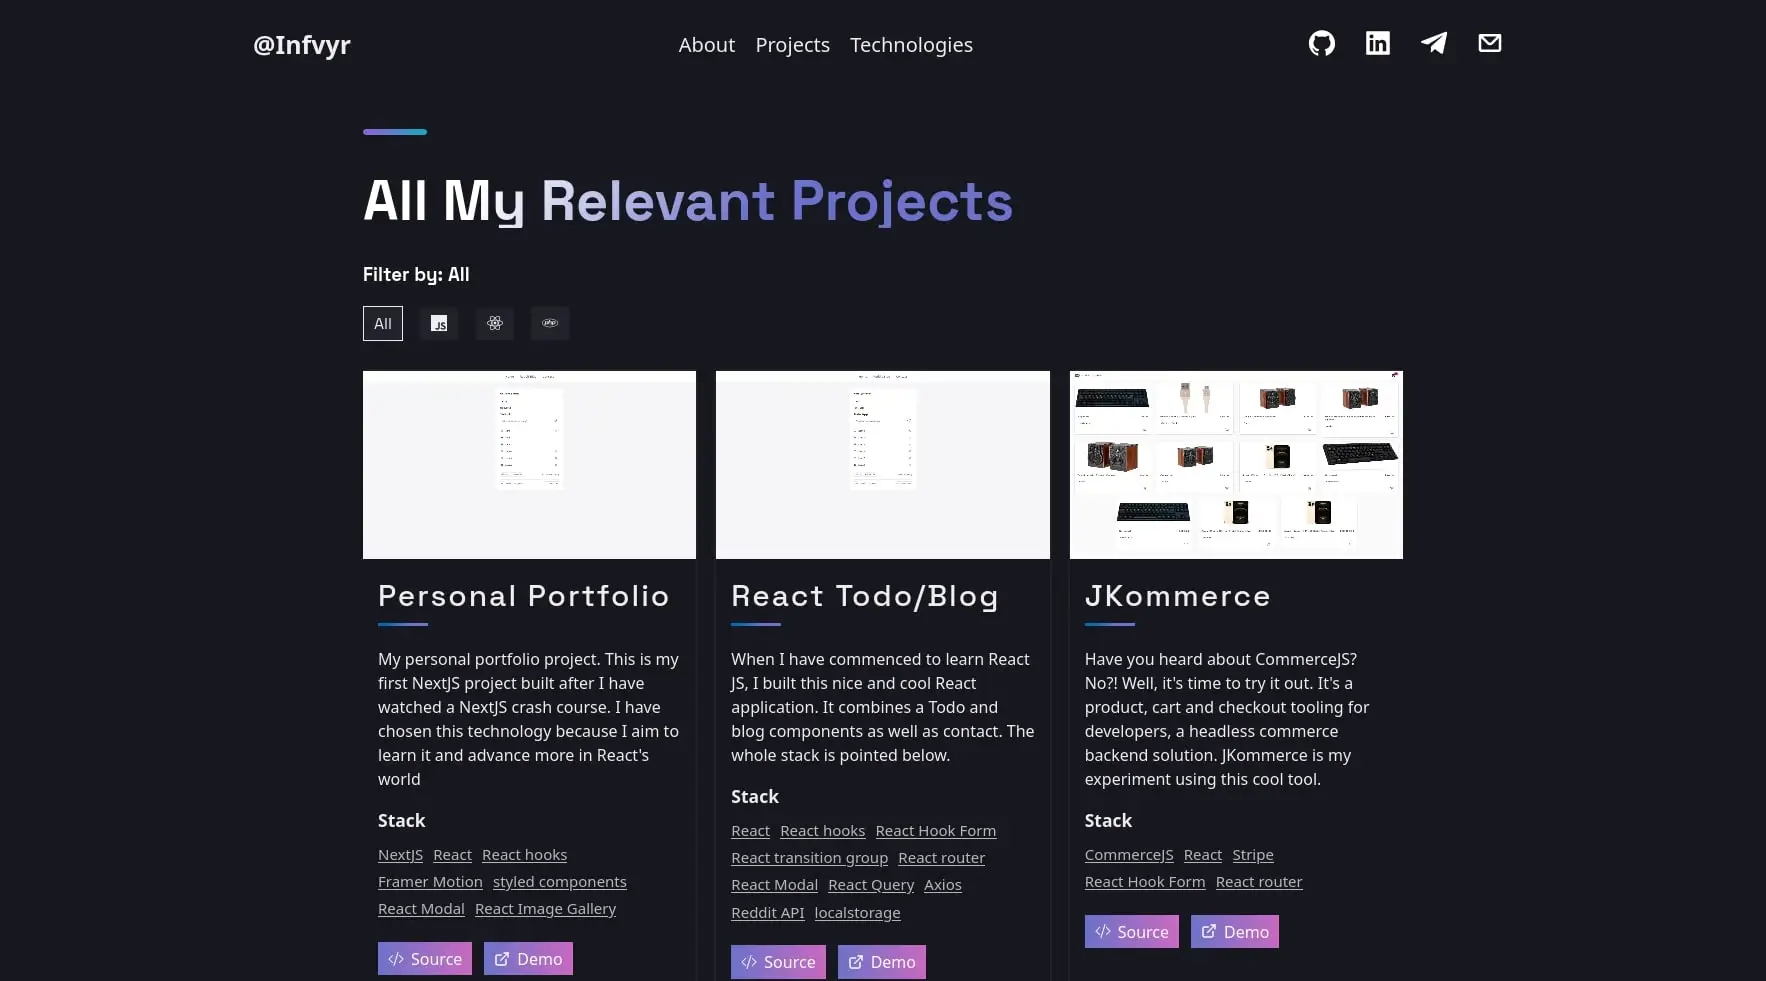 @Infvyr
About Projects Technologies
All My Relevant Projects
Filter by: All
All
JS
php
Personal Portfolio
My personal portfolio project. This is my
first NextJS project built after I have
watched a NextJS crash course. I have
chosen this technology because I aim to
learn it and advance more in React's
world
Stack
NextJS React React hooks
Framer Motion styled components
React Modal React Image Gallery
Source Demo
React Todo/Blog
When I have commenced to learn React
JS, I built this nice and cool React
application. It combines a Todo and
blog components as well as contact. The
whole stack is pointed below.
Stack
React React hooks React Hook Form
React transition group React router
React Modal React Query Axios
Reddit API localstorage
Source Demo
JKommerce
Have you heard about CommerceJS?
No?! Well, it's time to try it out. It's a
product, cart and checkout tooling for
developers, a headless commerce
backend solution. JKommerce is my
experiment using this cool tool.
Stack
CommerceJS React Stripe
React Hook Form React router
Source Demo